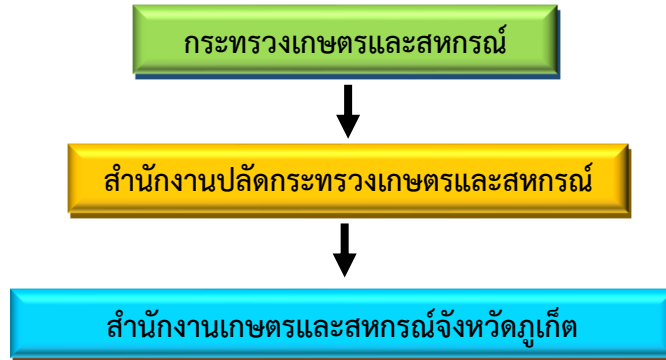 กระทรวงเกษตรและสหกรณ์
สำนักงานปลัดกระทรวงเกษตรและสหกรณ์
สำนักงานเกษตรและสหกรณ์จังหวัดภูเก็ต